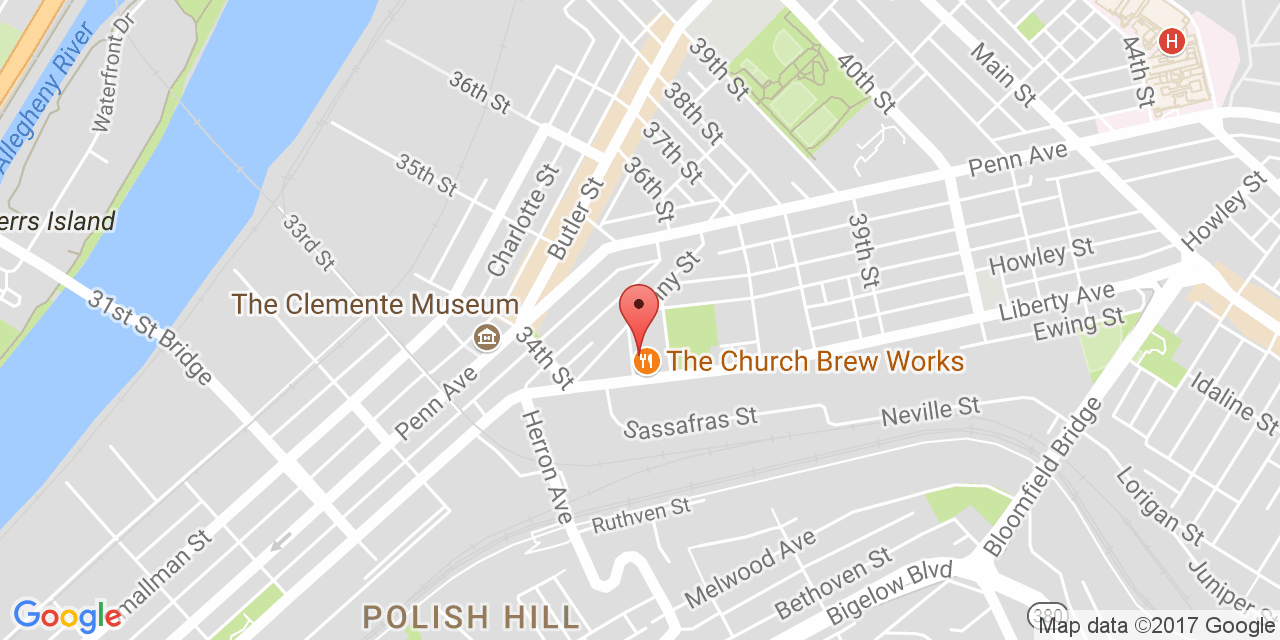 Allegheny River
Waterfront Dr
36th St
39th St
38th St
37th St
36th St
40th St
Main St
44th St
H
Penn Ave
35th St
Charlotte St
Butler St
39th St
Howley St
Howley St
errs Island
33rd St
31st St Bridge
The Clemente Museum
34th St
Liberty Ave
Ewing St
The Church Brew Works
Penn Ave
Herron Ave
Sassafras St
Neville St
Idaline St
Bloomfield Bridge
Lorigan St
Juniper S
Ruthven St
Melwood Ave
Bethoven St
Bigelow Blvd
mallman St
POLISH HILL
380
Google
Map data ©2017 Google